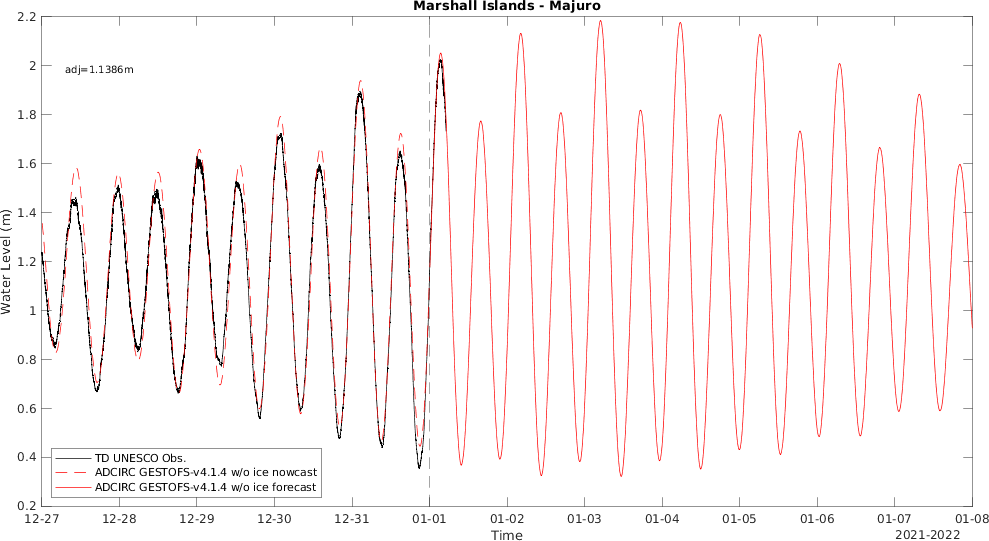 Marshall Islands - Majuro
2.2
2
1.8
1.6
1.4
1.2
1
0.8
0.6
0.4
0.2
Water Level (m)
adj=1.1386m
TD UNESCO Obs.
ADCIRC GESTOFS-v4.1.4 w/o ice nowcast
ADCIRC GESTOFS-v4.1.4 w/o ice forecast
12-27 12-28 12-29 12-30 12-31 01-01 01-02 01-03 01-04 01-05 01-06 01-07 01-08
Time
2021-2022